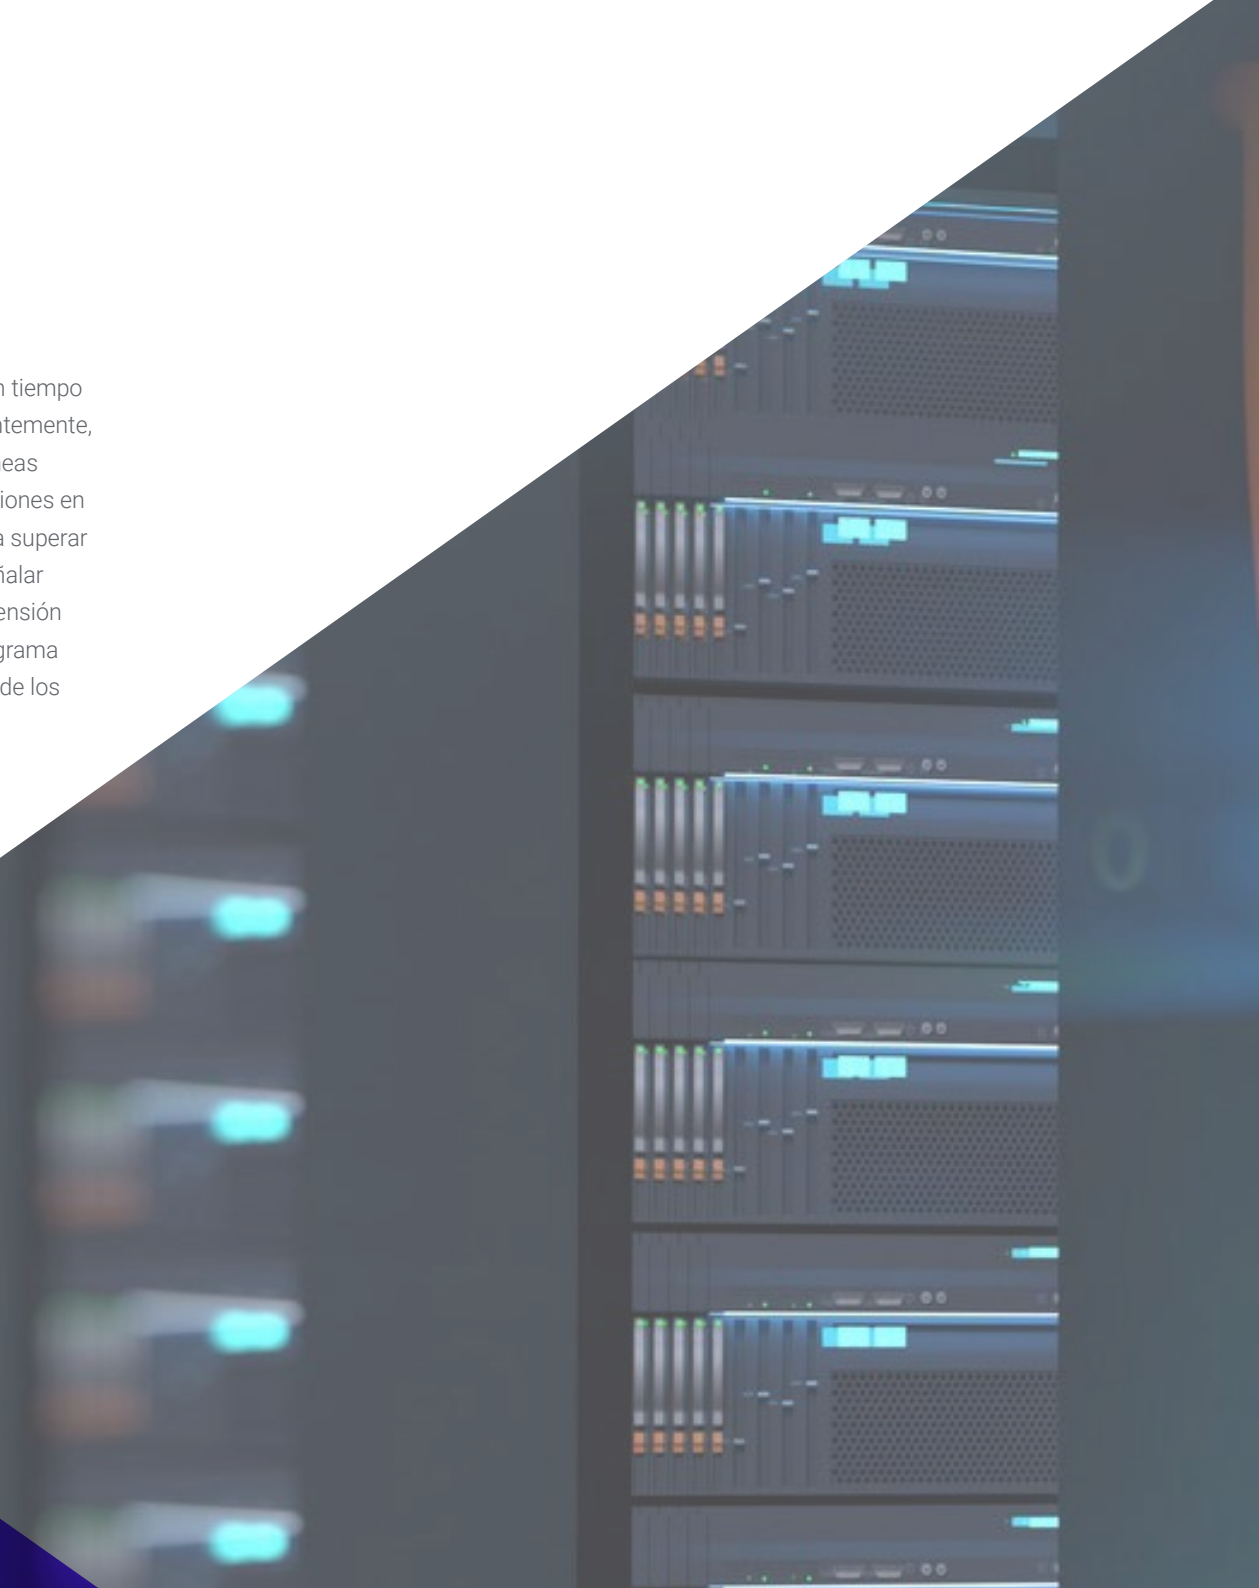 n tiempo
ntemente,
eas
iones en
a superar
ñalar
ensión
grama
de los